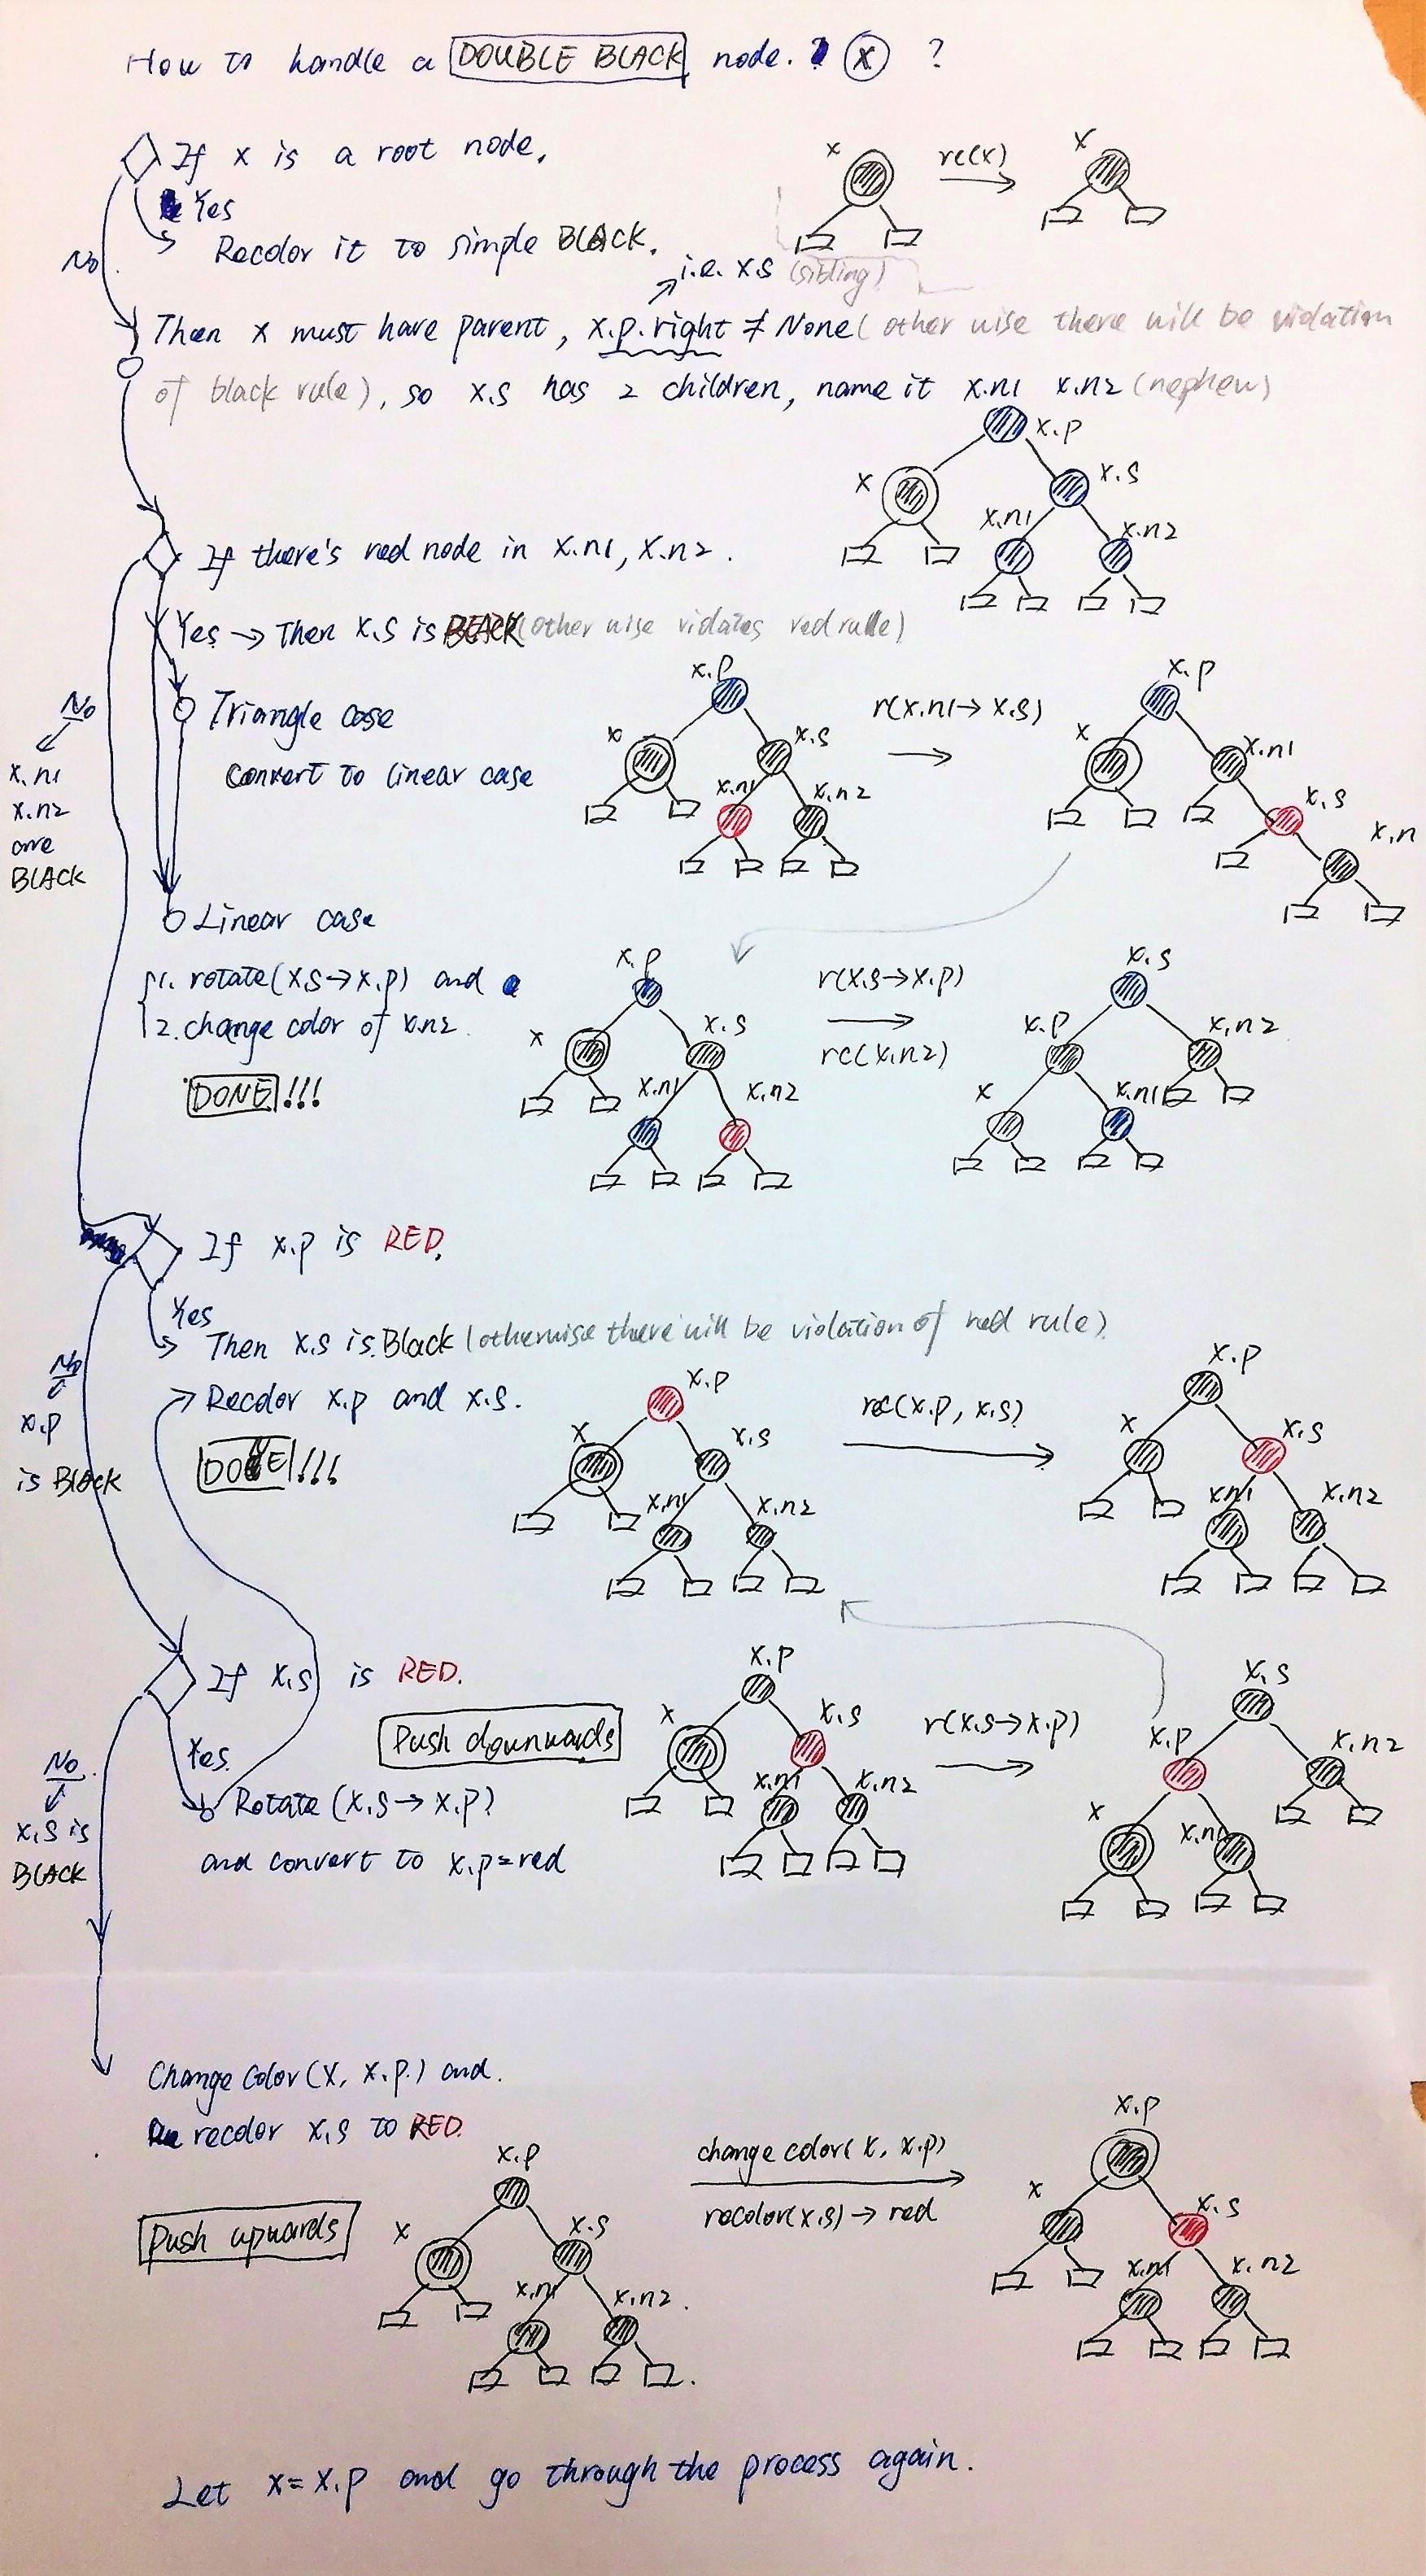 How to handle a DOUBLE BLACK node. X ?
If x is a root node.
Yes
Recolor it to simple BLACK.
No
x
rc(x)
x
i.e. x.s (sibling)
Then x must have parent, x.p.right ≠ None (other wise there will be violation
of black rule), so x.s has 2 children, name it x.n1 x.n2 (nephew)
x.p
x
x.s
x.n1
x.n2
If there's red node in x.n1, x.n2.
Yes → Then x.s is BLACK (other wise violates red rule)
No
x.n1
x.n2
are
BLACK
Triangle case
Convert to linear case
x.p
x
x.s
x.n1
x.n2
r(x.n1→x.s)
x.p
x
x.n1
x.s
x.n
Linear case
1. rotate(x.s→x.p) and
2. change color of x.n2
DONE!!!
x.p
x
x.s
x.n1
x.n2
r(x.s→x.p)
rc(x.n2)
x.s
x.p
x.n2
x
x.n1
If x.p is RED.
Yes
Then x.s is Black (otherwise there will be violation of red rule)
Recolor x.p and x.s.
DONE!!!
No
x.p
is Black
x.p
x
x.s
x.n1
x.n2
rc(x.p, x.s)
x.p
x
x.s
x.n1
x.n2
If x.s is RED.
Push downwards
Yes
Rotate (x.s→x.p)
and convert to x.p=red
No
x.s is
BLACK
x.p
x
x.s
x.n1
x.n2
r(x.s→x.p)
x.s
x.p
x.n2
x
x.n1
Change color(x, x.p.) and.
recolor x.s to RED.
Push upwards
x.p
x
x.s
x.n1
x.n2.
change color(x, x.p)
recolor(x.s)→red
x.p
x
x.s
x.n1
x.n2
Let x=x.p and go through the process again.